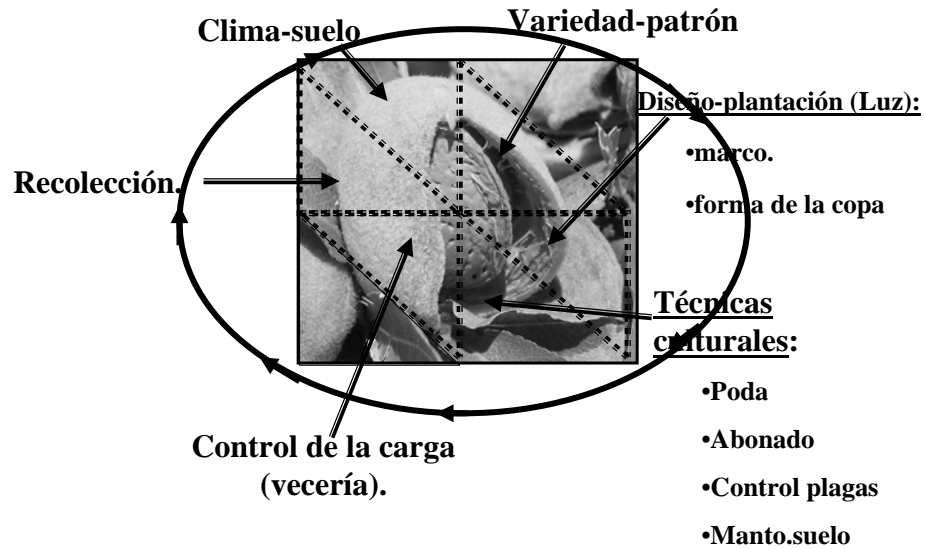 Clima-suelo
Variedad-patrón
Diseño-plantación (Luz):
•marco.
•forma de la copa
Recolección.
Técnicas
culturales:
•Poda
•Abonado
•Control plagas
•Manto.suelo
Control de la carga
(vecería).